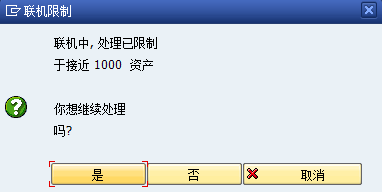 联机限制
联机中, 处理已限制
于接近 1000 资产
你想继续处理
吗?
是 否 取消